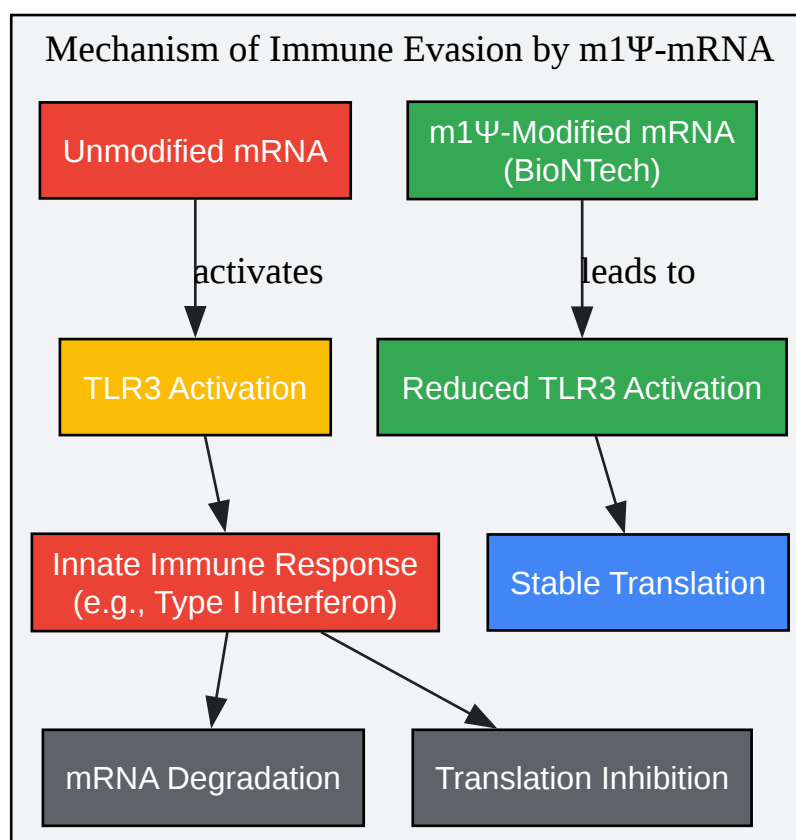 Mechanism of Immune Evasion by m1Ψ-mRNA
Unmodified mRNA
m1Ψ-Modified mRNA
(BioNTech)
activates
leads to
TLR3 Activation
Reduced TLR3 Activation
Innate Immune Response
(e.g., Type I Interferon)
Stable Translation
mRNA Degradation
Translation Inhibition